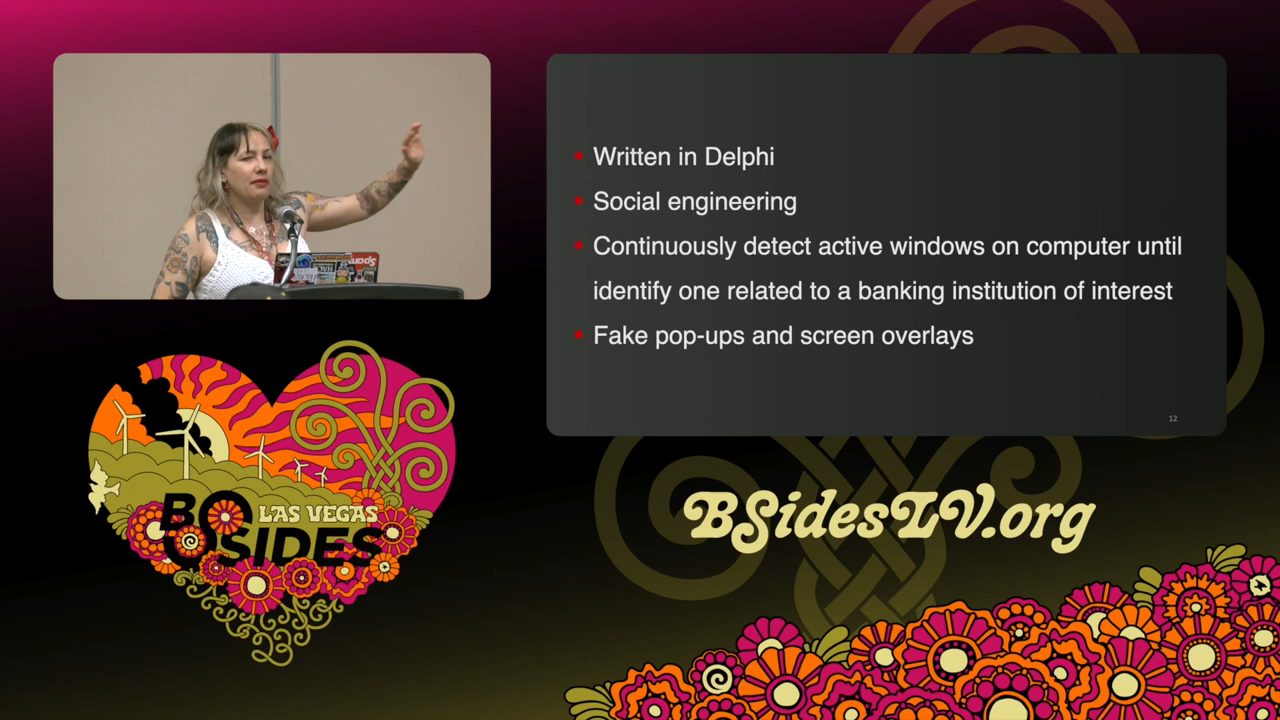 Written in Delphi
Social engineering
Continuously detect active windows on computer until
identify one related to a banking institution of interest
Fake pop-ups and screen overlays
12
LAS VEGAS
BSIDES
BSidesLV.org